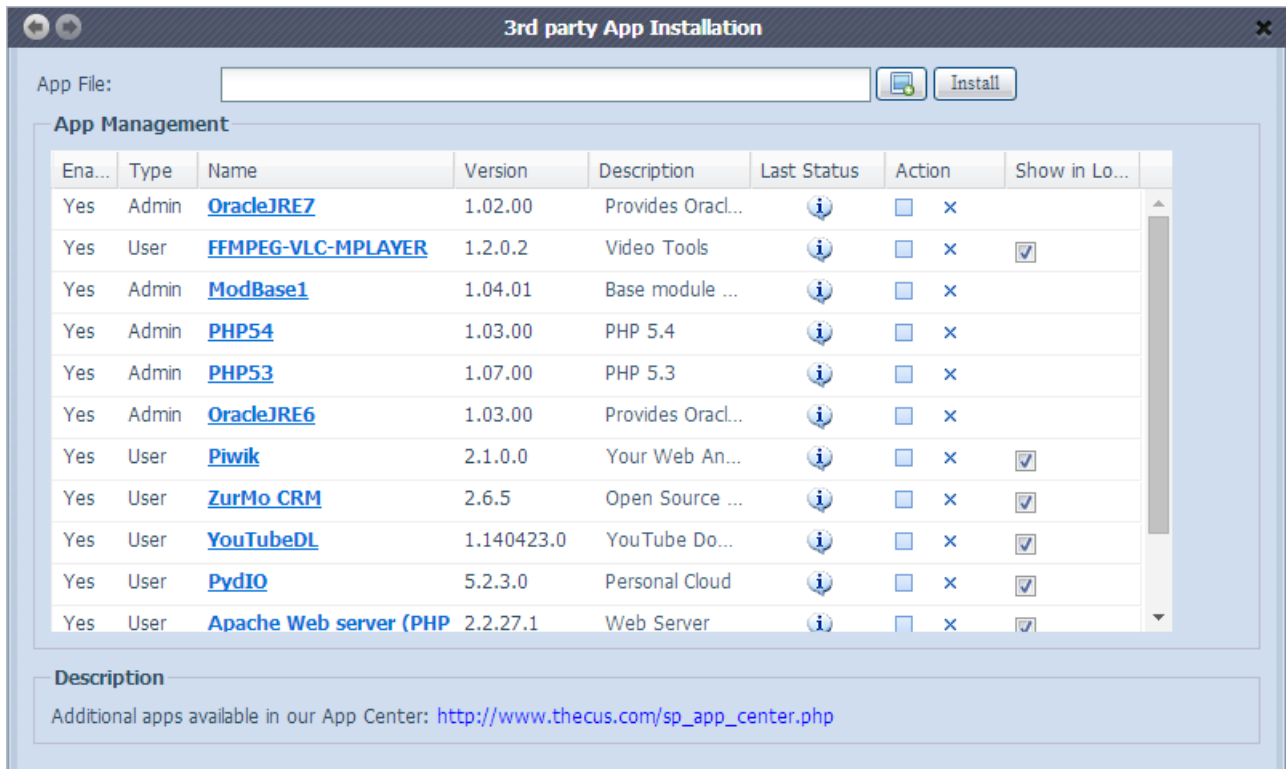 3rd party App Installation
App File: Install
App Management
Ena... Type Name Version Description Last Status Action Show in Lo...
Yes Admin OracleJRE7 1.02.00 Provides Oracl...
Yes User FFMPEG-VLC-MPLAYER 1.2.0.2 Video Tools
Yes Admin ModBase1 1.04.01 Base module ...
Yes Admin PHP54 1.03.00 PHP 5.4
Yes Admin PHP53 1.07.00 PHP 5.3
Yes Admin OracleJRE6 1.03.00 Provides Oracl...
Yes User Piwik 2.1.0.0 Your Web An...
Yes User ZurMo CRM 2.6.5 Open Source ...
Yes User YouTubeDL 1.140423.0 YouTube Do...
Yes User PydIO 5.2.3.0 Personal Cloud
Yes User Apache Web server (PHP 2.2.27.1 Web Server
Description
Additional apps available in our App Center: http://www.thecus.com/sp_app_center.php